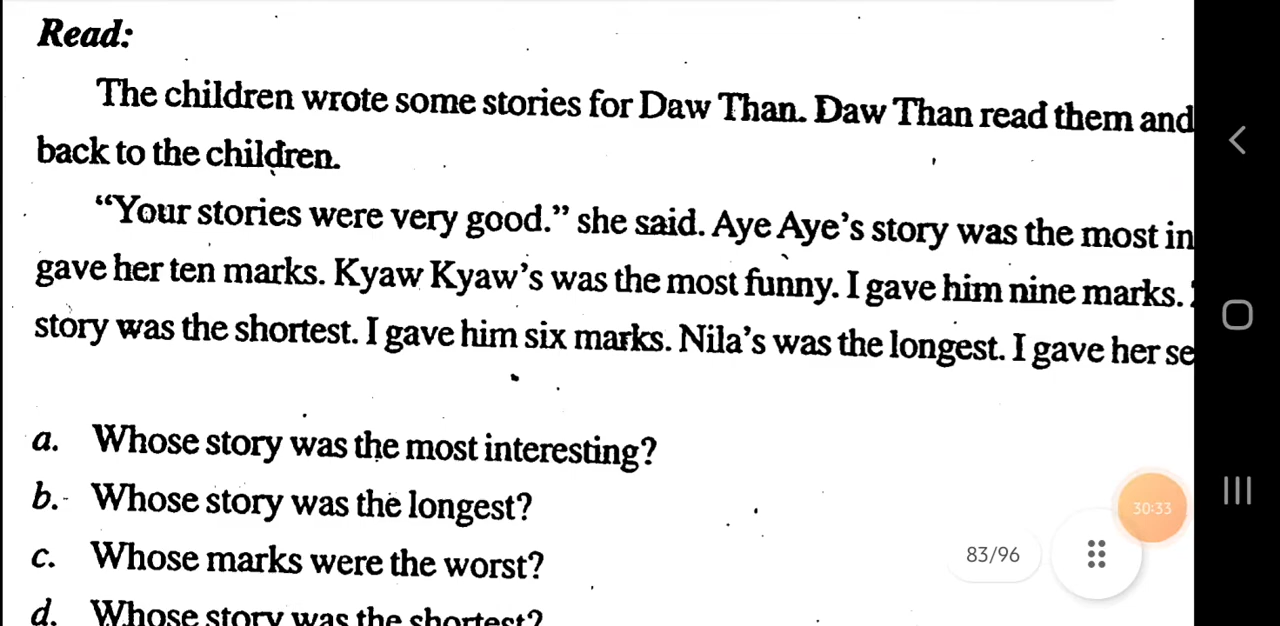 Read:
The children wrote some stories for Daw Than. Daw Than read them and
back to the children.
“Your stories were very good.” she said. Aye Aye’s story was the most in
gave her ten marks. Kyaw Kyaw’s was the most funny. I gave him nine marks.
story was the shortest. I gave him six marks. Nila’s was the longest. I gave her se
a. Whose story was the most interesting?
b. Whose story was the longest?
c. Whose marks were the worst?
d. Whose story was the shortest?
30:33
83/96